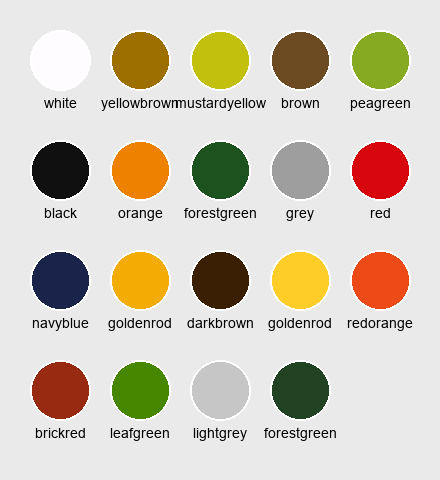 white yellowbrown mustardyellow brown peagreen
black orange forestgreen grey red
navyblue goldenrod darkbrown goldenrod redorange
brickred leafgreen lightgrey forestgreen